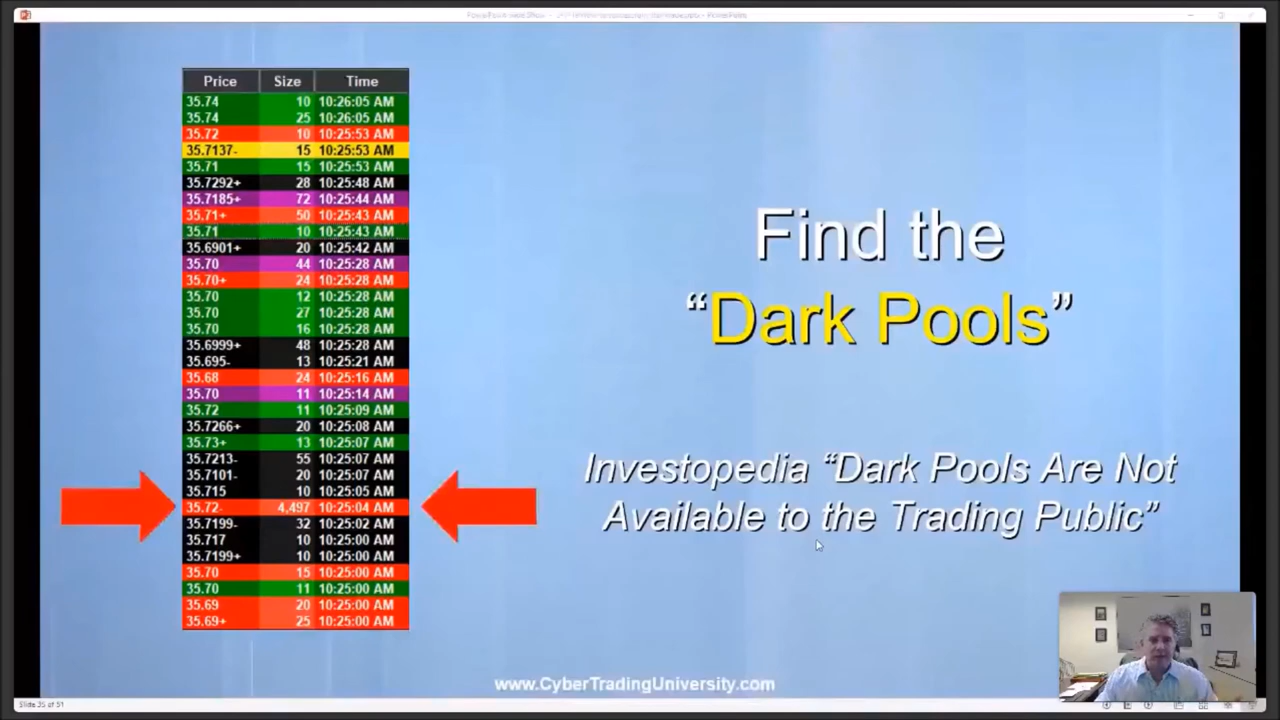 Price Size Time
35.74 10 10:26:05 AM
35.74 25 10:26:05 AM
35.72 10 10:25:53 AM
35.7137- 15 10:25:53 AM
35.71 15 10:25:53 AM
35.7292+ 28 10:25:48 AM
35.7185+ 72 10:25:44 AM
35.71+ 50 10:25:43 AM
35.71 10 10:25:43 AM
35.6901+ 20 10:25:42 AM
35.70 44 10:25:28 AM
35.70+ 24 10:25:28 AM
35.70 12 10:25:28 AM
35.70 27 10:25:28 AM
35.70 16 10:25:28 AM
35.6999+ 48 10:25:28 AM
35.695- 13 10:25:21 AM
35.68 24 10:25:16 AM
35.70 11 10:25:14 AM
35.72 11 10:25:09 AM
35.7266+ 20 10:25:08 AM
35.73+ 13 10:25:07 AM
35.7213- 55 10:25:07 AM
35.7101- 20 10:25:07 AM
35.715 10 10:25:05 AM
35.72- 4,497 10:25:04 AM
35.7199- 32 10:25:02 AM
35.717 10 10:25:00 AM
35.7199+ 10 10:25:00 AM
35.70 15 10:25:00 AM
35.70 11 10:25:00 AM
35.69 20 10:25:00 AM
35.69+ 25 10:25:00 AM
Find the
“Dark Pools”
Investopedia “Dark Pools Are Not
Available to the Trading Public”
www.CyberTradingUniversity.com
Slide 35 of 51